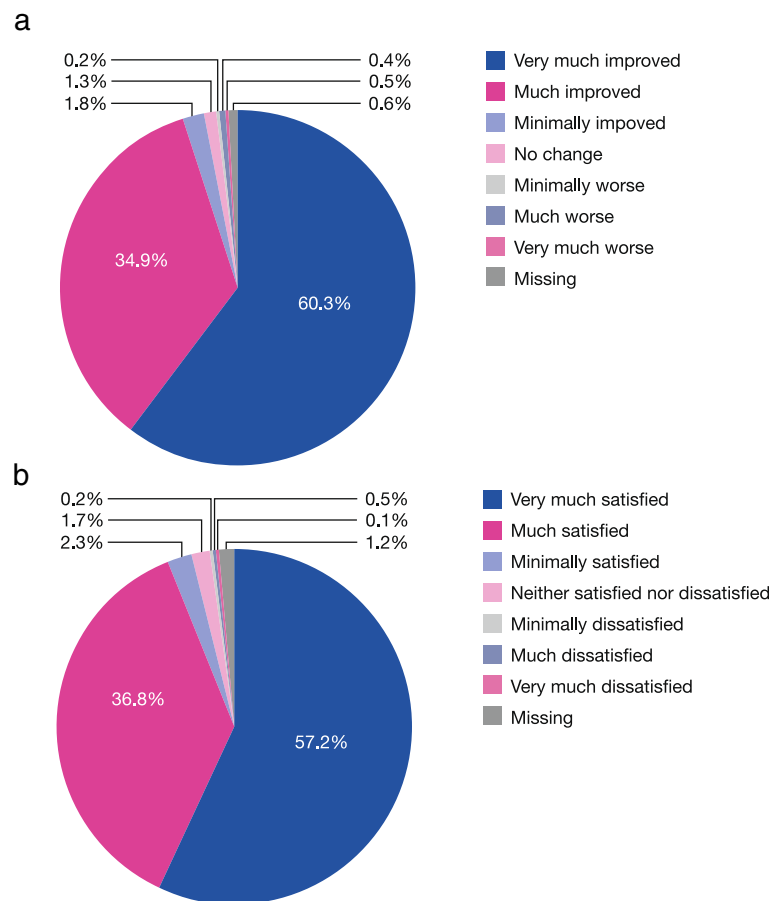 a
0.2%
0.4%
1.3%
0.5%
1.8%
0.6%
34.9%
60.3%
Very much improved
Much improved
Minimally impoved
No change
Minimally worse
Much worse
Very much worse
Missing
b
0.2%
0.5%
1.7%
0.1%
2.3%
1.2%
36.8%
57.2%
Very much satisfied
Much satisfied
Minimally satisfied
Neither satisfied nor dissatisfied
Minimally dissatisfied
Much dissatisfied
Very much dissatisfied
Missing